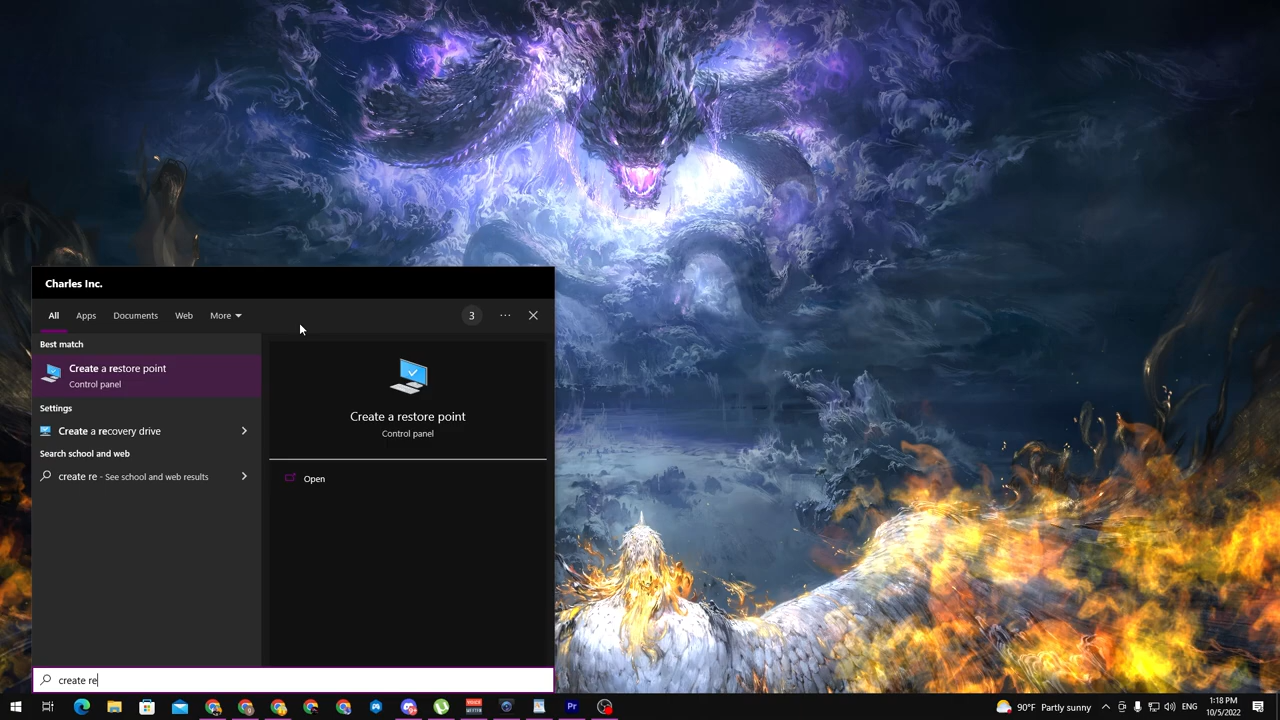 Charles Inc.
All Apps Documents Web More 3 ...
Best match
Create a restore point
Control panel
Settings
Create a recovery drive
Search school and web
create re - See school and web results
Create a restore point
Control panel
Open
create re
Pr
90°F Partly sunny
ENG
1:18 PM
10/5/2022